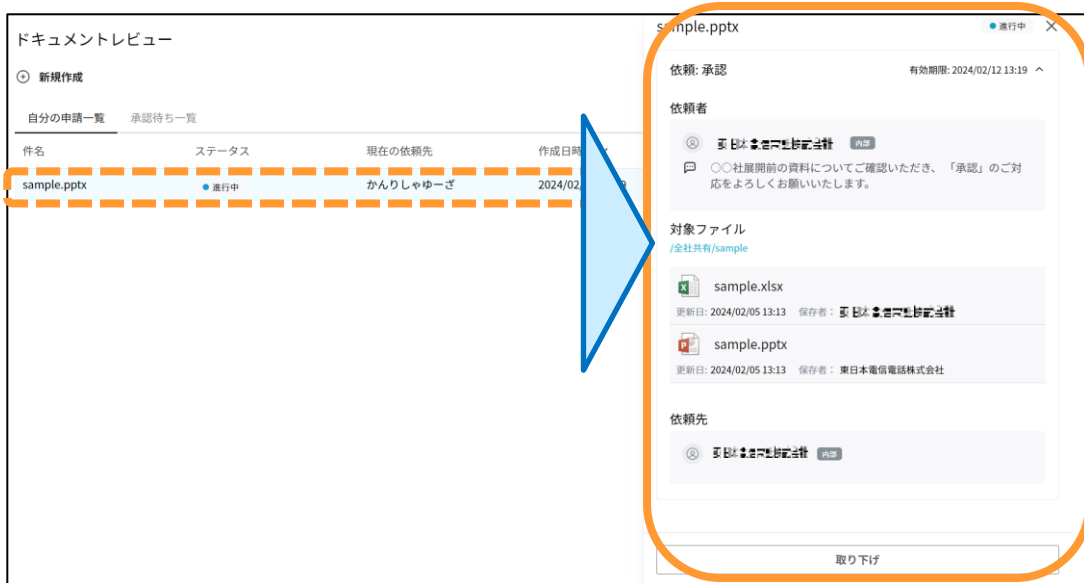 ドキュメントレビュー
新規作成
自分の申請一覧 承認待ち一覧
件名 ステータス 現在の依頼先 作成日時
sample.pptx 進行中 かんりしゃゆーざ 2024/02/
sample.pptx 進行中
依頼: 承認 有効期限: 2024/02/12 13:19
依頼者
内部
〇〇社展開前の資料についてご確認いただき、「承認」のご対
応をよろしくお願いいたします。
対象ファイル
/全社共有/sample
sample.xlsx
更新日: 2024/02/05 13:13 保存者：
sample.pptx
更新日: 2024/02/05 13:13 保存者： 東日本電信電話株式会社
依頼先
内部
取り下げ